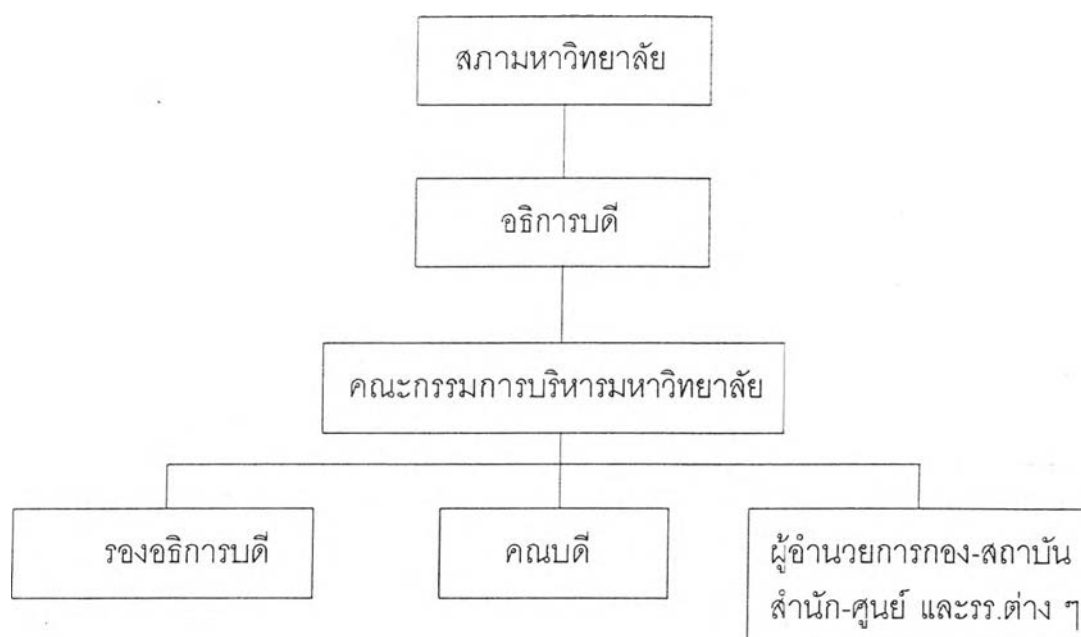 สภามหาวิทยาลัย
อธิการบดี
คณะกรรมการบริหารมหาวิทยาลัย
รองอธิการบดี
คณบดี
ผู้อำนวยการกอง-สถาบัน
สำนัก-ศูนย์ และรร.ต่าง ๆ